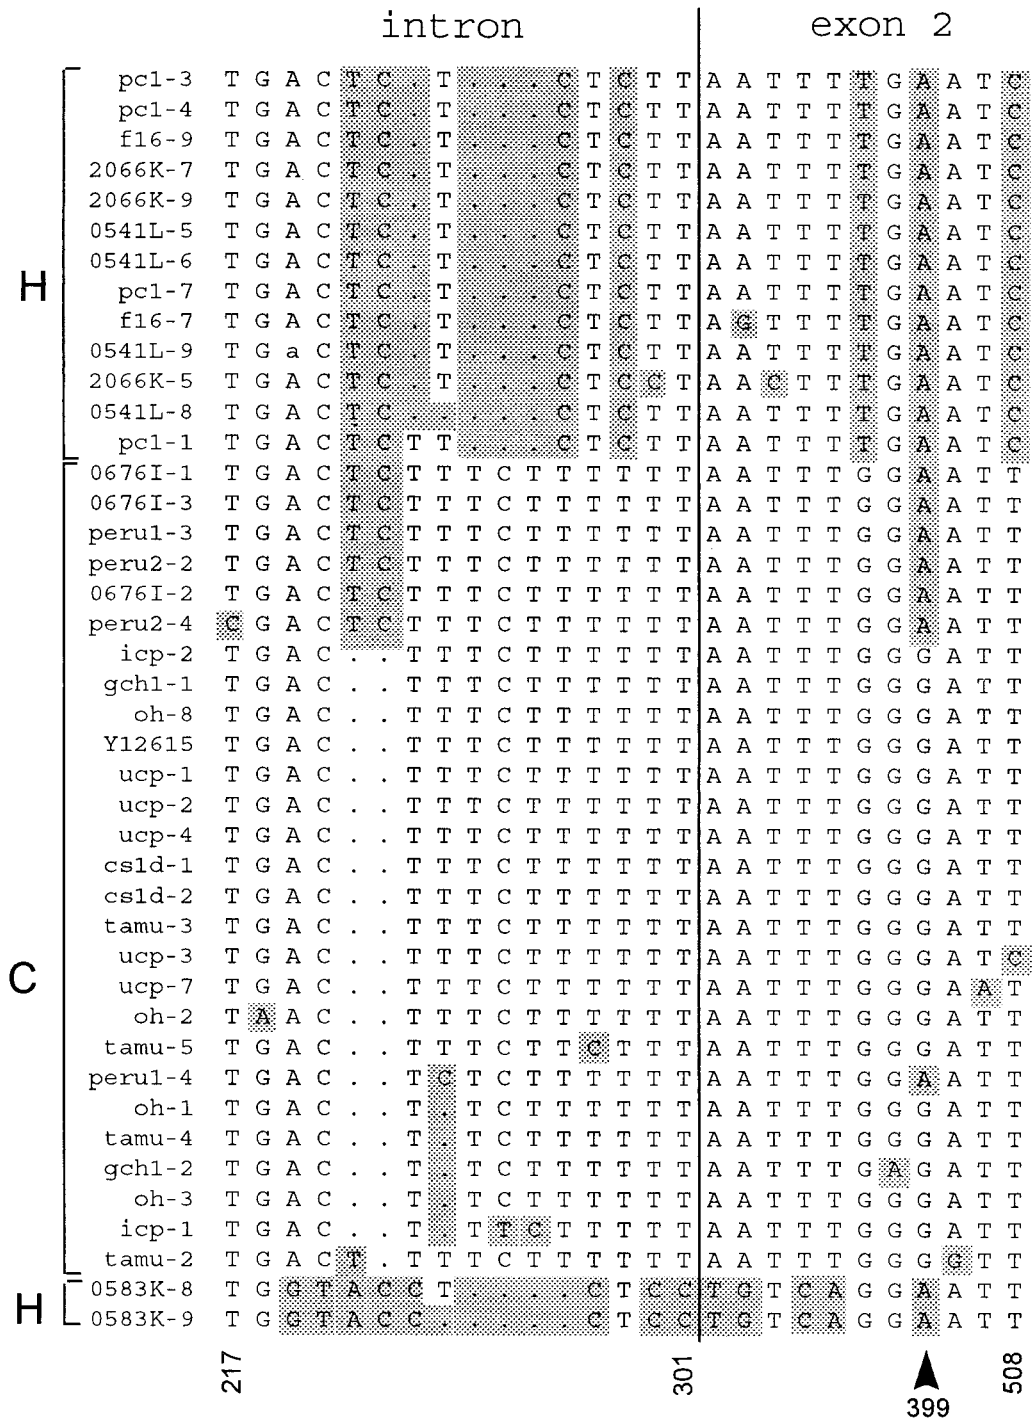 intron exon 2
pc1-3 T G A C T C . T . . . C T C T T A A T T T T G A A T C
pc1-4 T G A C T C . T . . . C T C T T A A T T T T G A A T C
f16-9 T G A C T C . T . . . C T C T T A A T T T T G A A T C
2066K-7 T G A C T C . T . . . C T C T T A A T T T T G A A T C
2066K-9 T G A C T C . T . . . C T C T T A A T T T T G A A T C
0541L-5 T G A C T C . T . . . C T C T T A A T T T T G A A T C
0541L-6 T G A C T C . T . . . C T C T T A A T T T T G A A T C
pc1-7 T G A C T C . T . . . C T C T T A A T T T T G A A T C
f16-7 T G A C T C . T . . . C T C T T A G T T T T G A A T C
0541L-9 T G a C T C . T . . . C T C T T A A T T T T G A A T C
2066K-5 T G A C T C . T . . . C T C C T A A C T T T G A A T C
0541L-8 T G A C T C . . . . . C T C T T A A T T T T G A A T C
pc1-1 T G A C T C T T . . . C T C T T A A T T T T G A A T C
H
0676I-1 T G A C T C T T T C T T T T T T A A T T T G G A A T T
0676I-3 T G A C T C T T T C T T T T T T A A T T T G G A A T T
peru1-3 T G A C T C T T T C T T T T T T A A T T T G G A A T T
peru2-2 T G A C T C T T T C T T T T T T A A T T T G G A A T T
0676I-2 T G A C T C T T T C T T T T T T A A T T T G G A A T T
peru2-4 C G A C T C T T T C T T T T T T A A T T T G G A A T T
icp-2 T G A C . . T T T C T T T T T T A A T T T G G G A T T
gch1-1 T G A C . . T T T C T T T T T T A A T T T G G G A T T
oh-8 T G A C . . T T T C T T T T T T A A T T T G G G A T T
Y12615 T G A C . . T T T C T T T T T T A A T T T G G G A T T
ucp-1 T G A C . . T T T C T T T T T T A A T T T G G G A T T
ucp-2 T G A C . . T T T C T T T T T T A A T T T G G G A T T
ucp-4 T G A C . . T T T C T T T T T T A A T T T G G G A T T
cs1d-1 T G A C . . T T T C T T T T T T A A T T T G G G A T T
cs1d-2 T G A C . . T T T C T T T T T T A A T T T G G G A T T
tamu-3 T G A C . . T T T C T T T T T T A A T T T G G G A T T
ucp-3 T G A C . . T T T C T T T T T T A A T T T G G G A T C
ucp-7 T G A C . . T T T C T T T T T T A A T T T G G G A A T
oh-2 T A A C . . T T T C T T T T T T A A T T T G G G A T T
tamu-5 T G A C . . T T T C T T C T T T A A T T T G G G A T T
peru1-4 T G A C . . T C T C T T T T T T A A T T T G G A A T T
oh-1 T G A C . . T . T C T T T T T T A A T T T G G G A T T
tamu-4 T G A C . . T . T C T T T T T T A A T T T G G G A T T
gch1-2 T G A C . . T . T C T T T T T T A A T T T G A G A T T
oh-3 T G A C . . T . T C T T T T T T A A T T T G G G A T T
icp-1 T G A C . . T . T T C T T T T T A A T T T G G G A T T
tamu-2 T G A C T . T T T C T T T T T T A A T T T G G G G T T
C
0583K-8 T G G T A C C T . . . . C T C C T G T C A G G A A T T
0583K-9 T G G T A C C . . . . . C T C C T G T C A G G A A T T
H
217 301 399 508